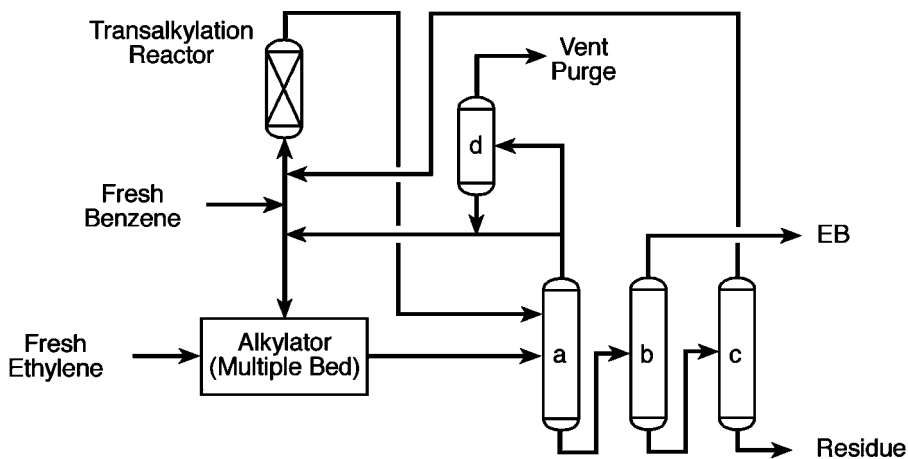 Transalkylation
Reactor
Vent
Purge
d
Fresh
Benzene
EB
Fresh
Ethylene
Alkylator
(Multiple Bed)
a
b
c
Residue